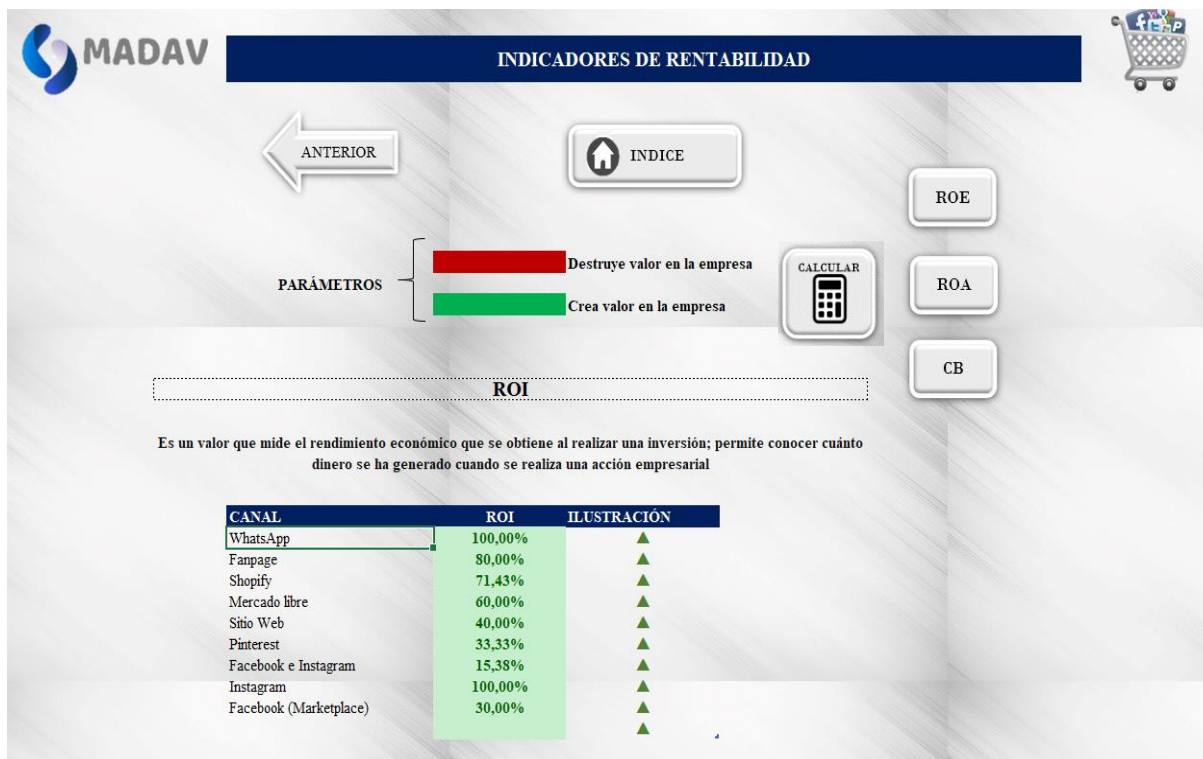 MADAV
INDICADORES DE RENTABILIDAD
ANTERIOR
INDICE
ROE
PARÁMETROS
Destruye valor en la empresa
Crea valor en la empresa
CALCULAR
ROA
CB
ROI
Es un valor que mide el rendimiento económico que se obtiene al realizar una inversión; permite conocer cuánto
dinero se ha generado cuando se realiza una acción empresarial
CANAL ROI ILUSTRACIÓN
WhatsApp 100,00%
Fanpage 80,00%
Shopify 71,43%
Mercado libre 60,00%
Sitio Web 40,00%
Pinterest 33,33%
Facebook e Instagram 15,38%
Instagram 100,00%
Facebook (Marketplace) 30,00%